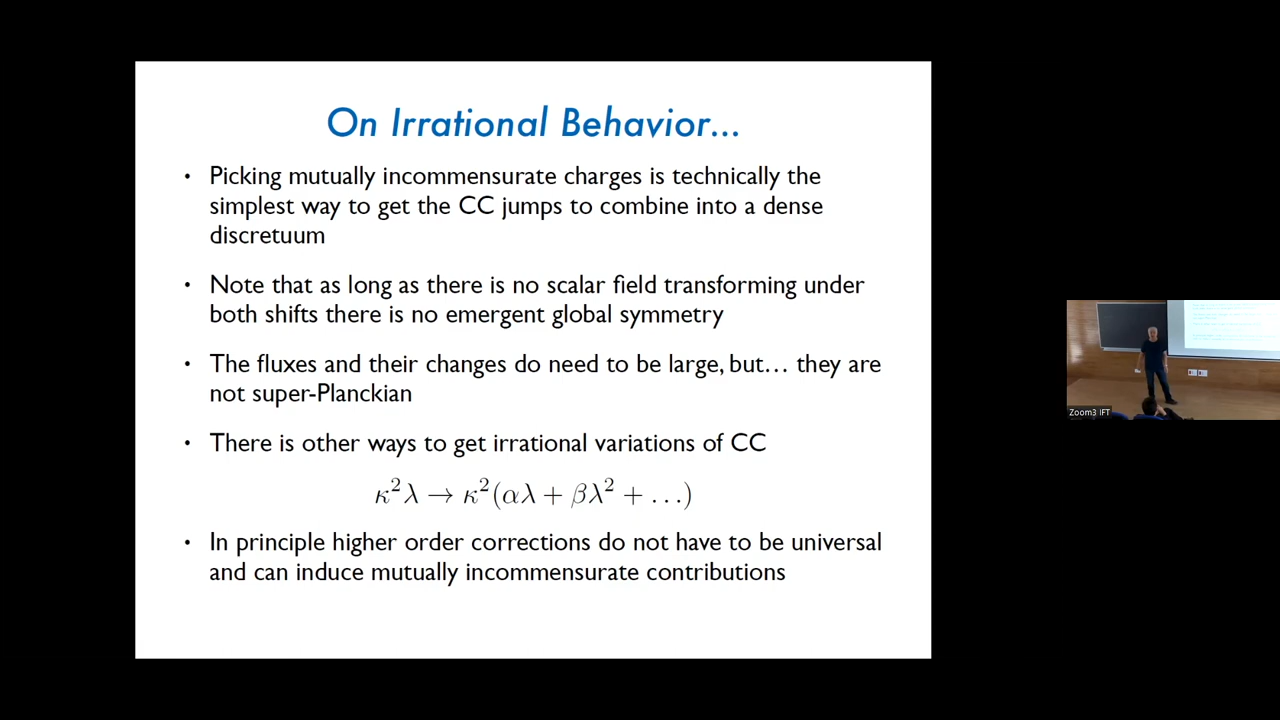 On Irrational Behavior...
• Picking mutually incommensurate charges is technically the
simplest way to get the CC jumps to combine into a dense
discretuum
• Note that as long as there is no scalar field transforming under
both shifts there is no emergent global symmetry
• The fluxes and their changes do need to be large, but... they are
not super-Planckian
• There is other ways to get irrational variations of CC
κ²λ → κ²(αλ + βλ² + ...)
• In principle higher order corrections do not have to be universal
and can induce mutually incommensurate contributions
Zoom3 IFT